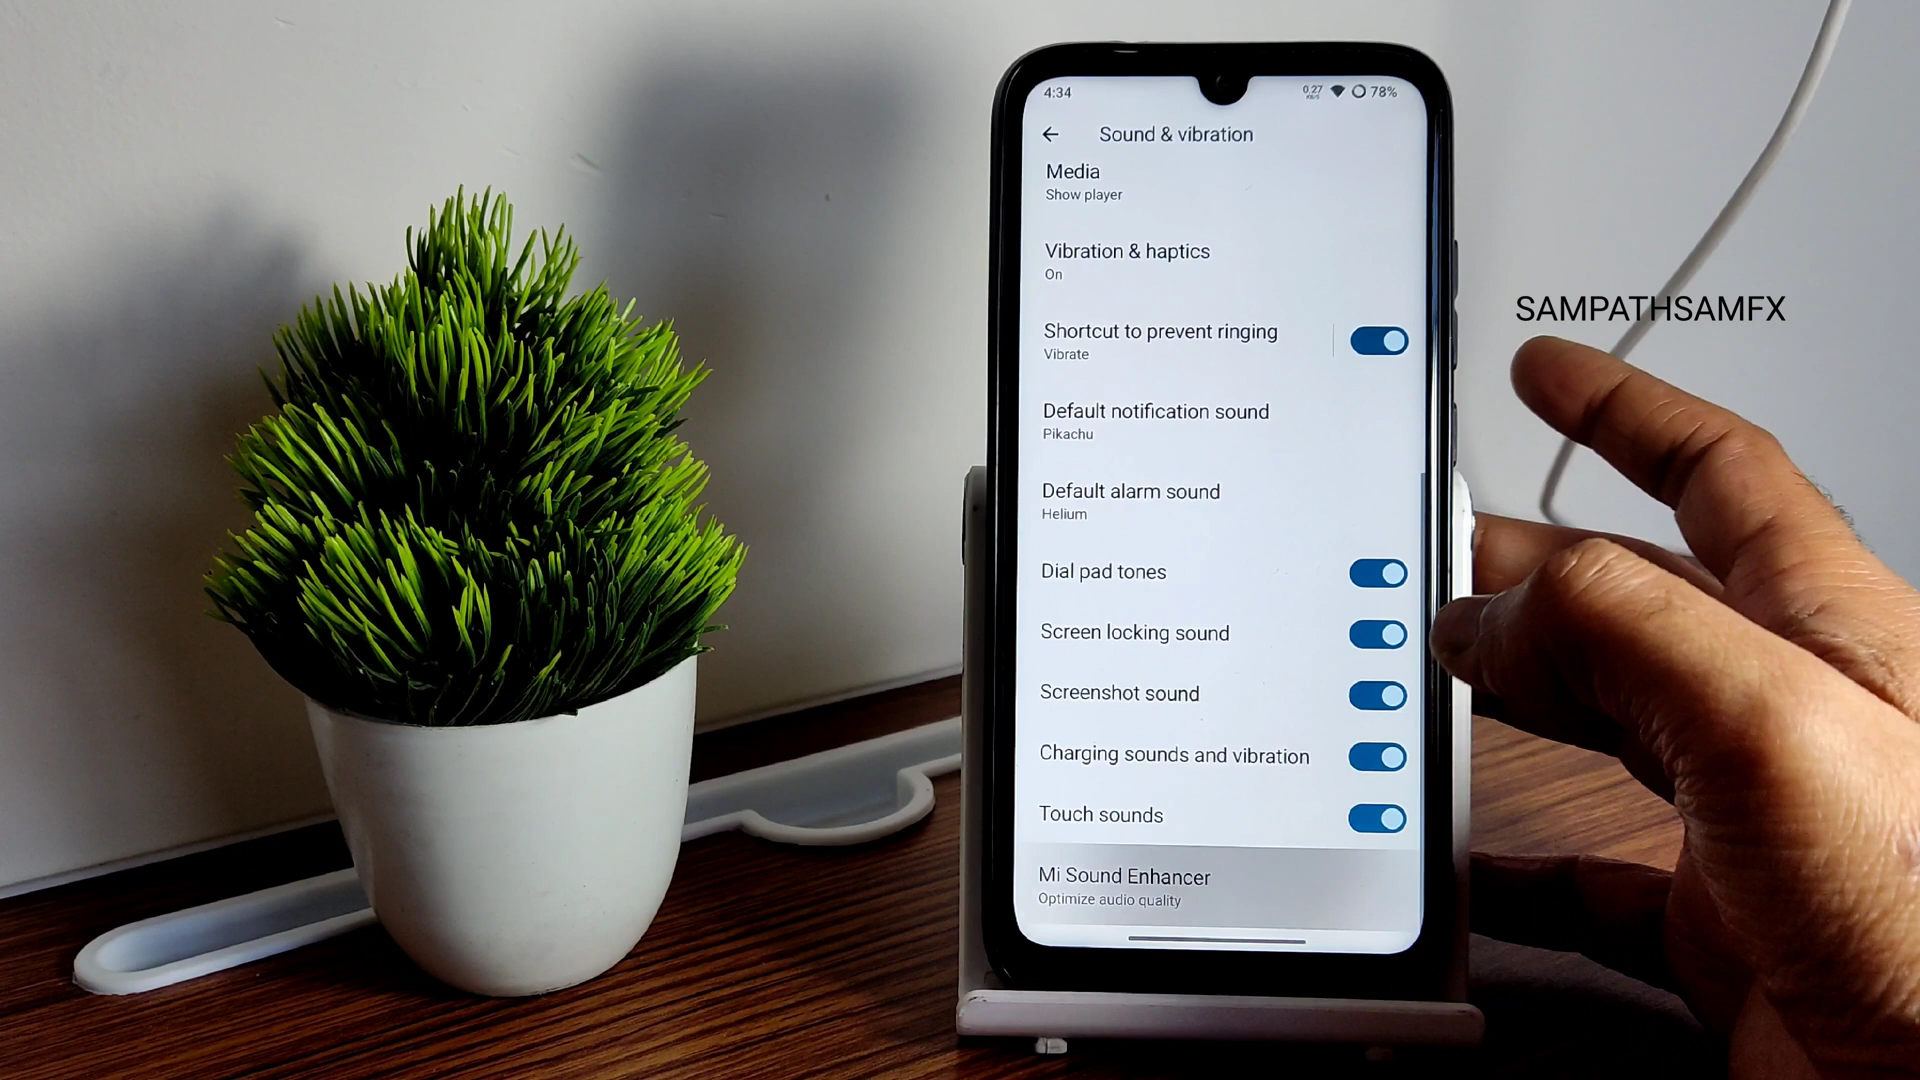 4:34
0.27
78%
Sound & vibration
Media
Show player
Vibration & haptics
On
Shortcut to prevent ringing
Vibrate
Default notification sound
Pikachu
Default alarm sound
Helium
Dial pad tones
Screen locking sound
Screenshot sound
Charging sounds and vibration
Touch sounds
Mi Sound Enhancer
Optimize audio quality
SAMPATHSAMFX